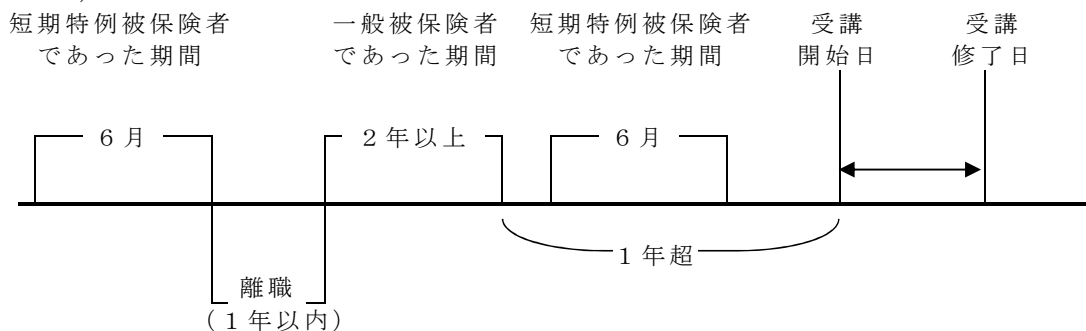 短期特例被保険者
であった期間
一般被保険者
であった期間
短期特例被保険者
であった期間
受講
開始日
受講
修了日
６月
２年以上
６月
１年超
離職
（１年以内）